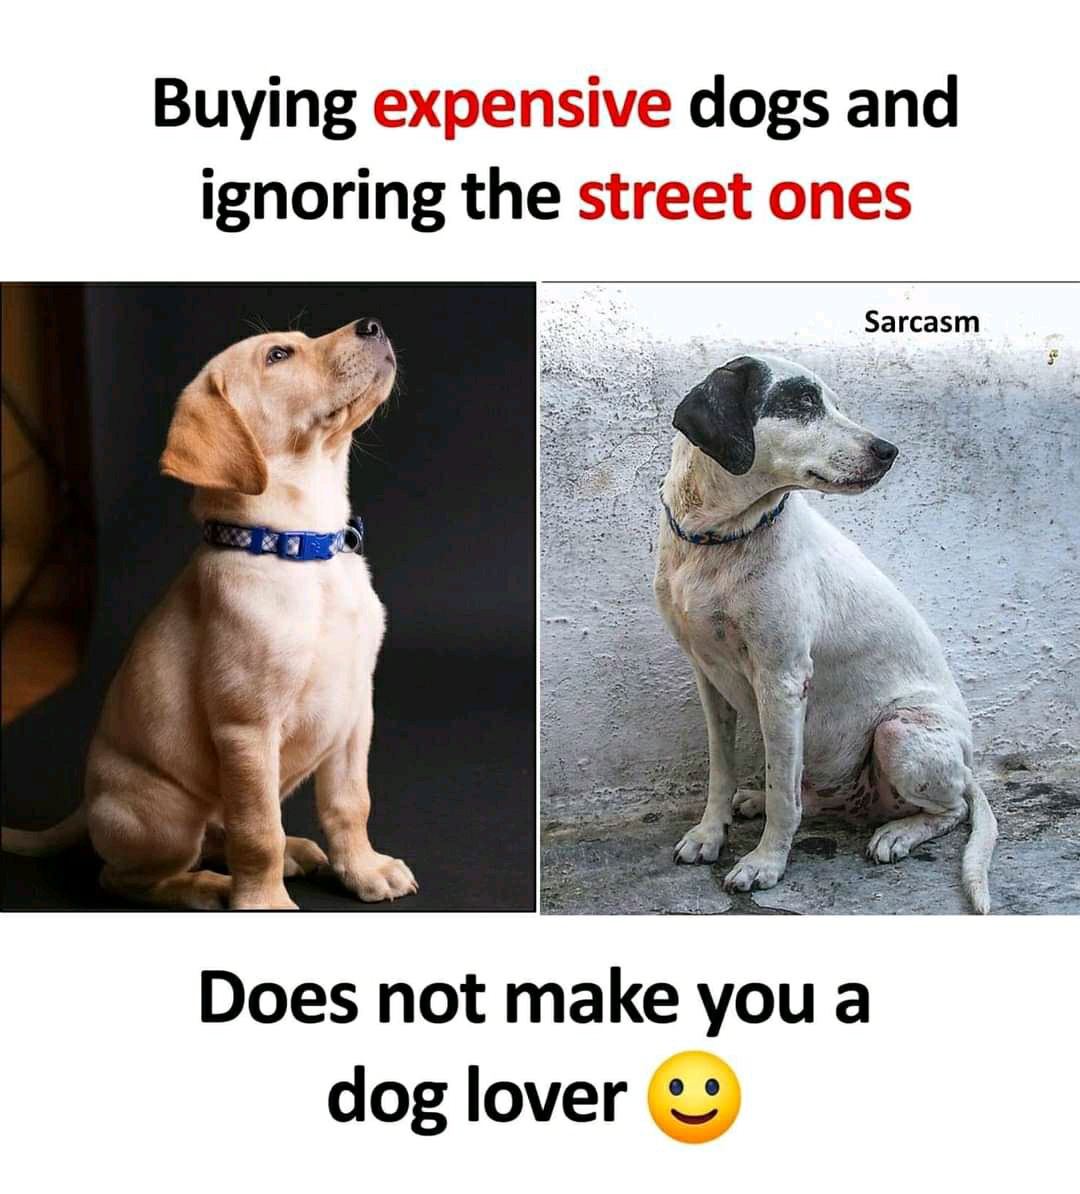 Buying expensive dogs and
ignoring the street ones
Sarcasm
Does not make you a
dog lover 🙂